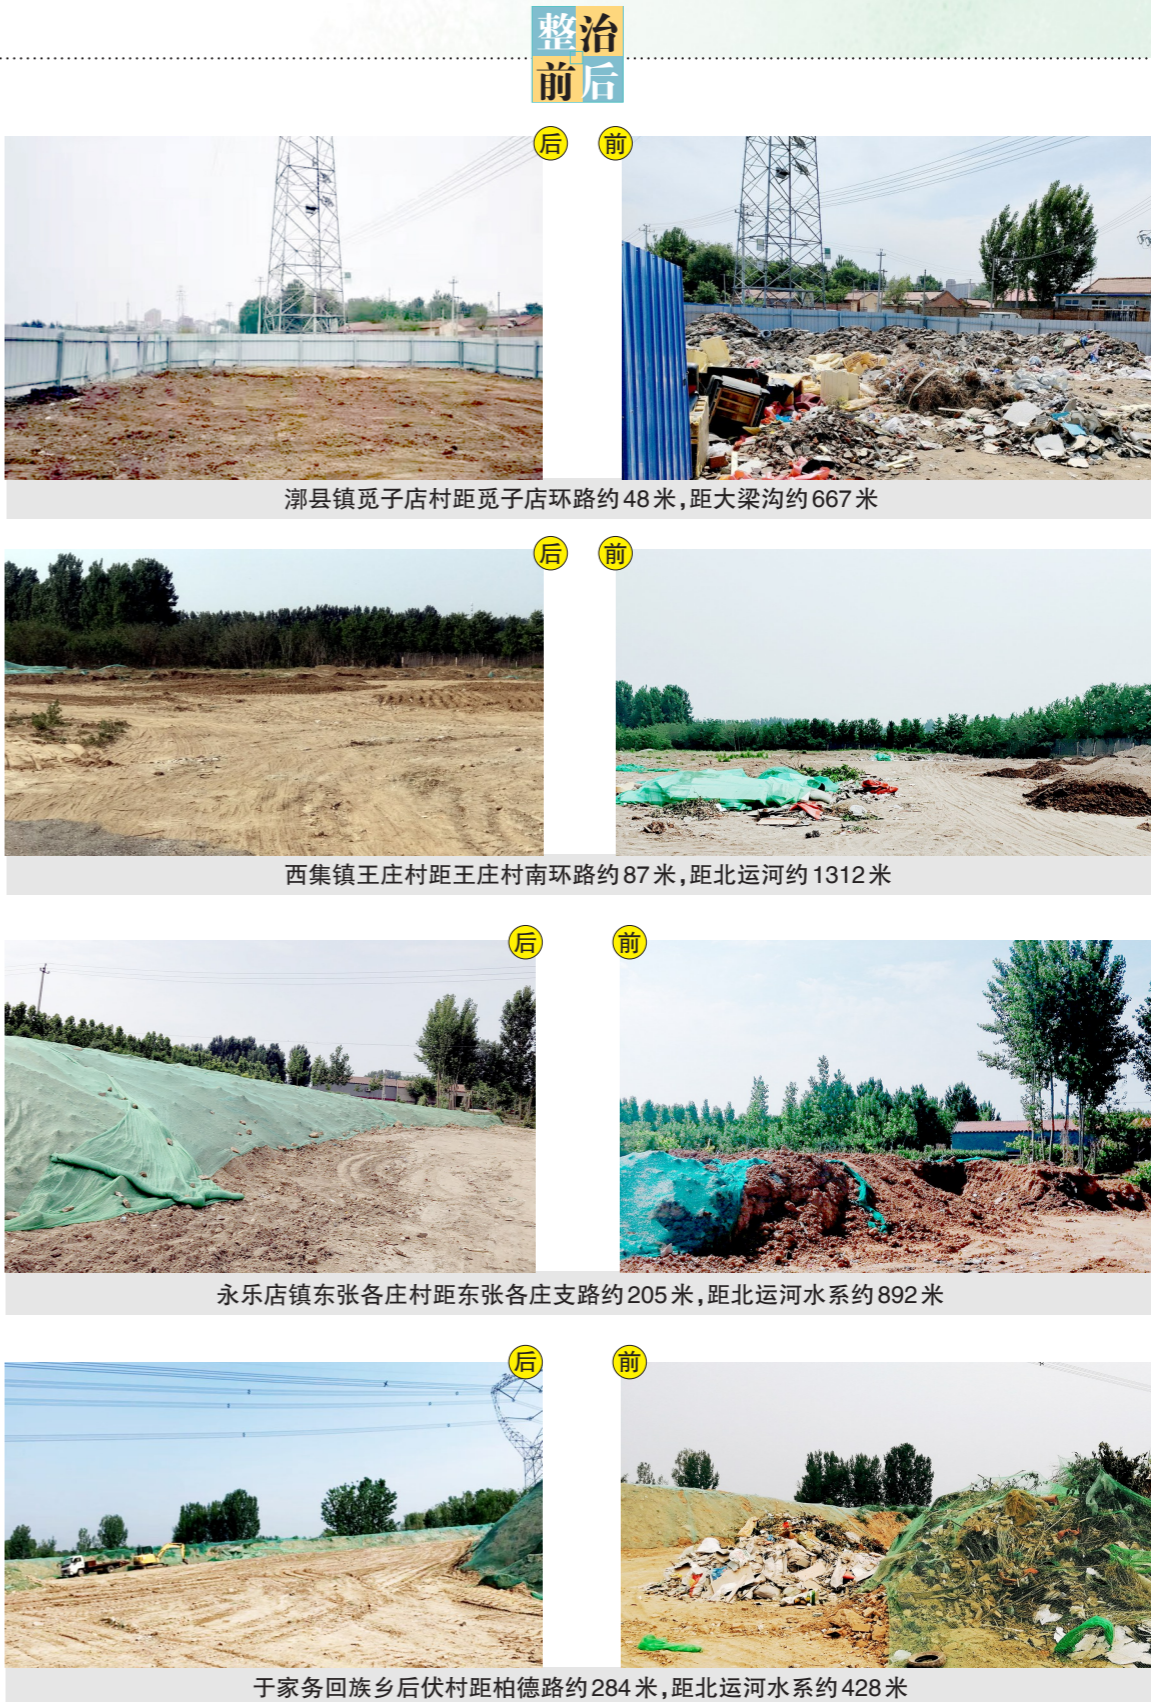 整治
前后
后 前
漷县镇觅子店村距觅子店环路约48米,距大梁沟约667米
后 前
西集镇王庄村距王庄村南环路约87米,距北运河约1312米
后 前
永乐店镇东张各庄村距东张各庄支路约205米,距北运河水系约892米
后 前
于家务回族乡后伏村距柏德路约284米,距北运河水系约428米